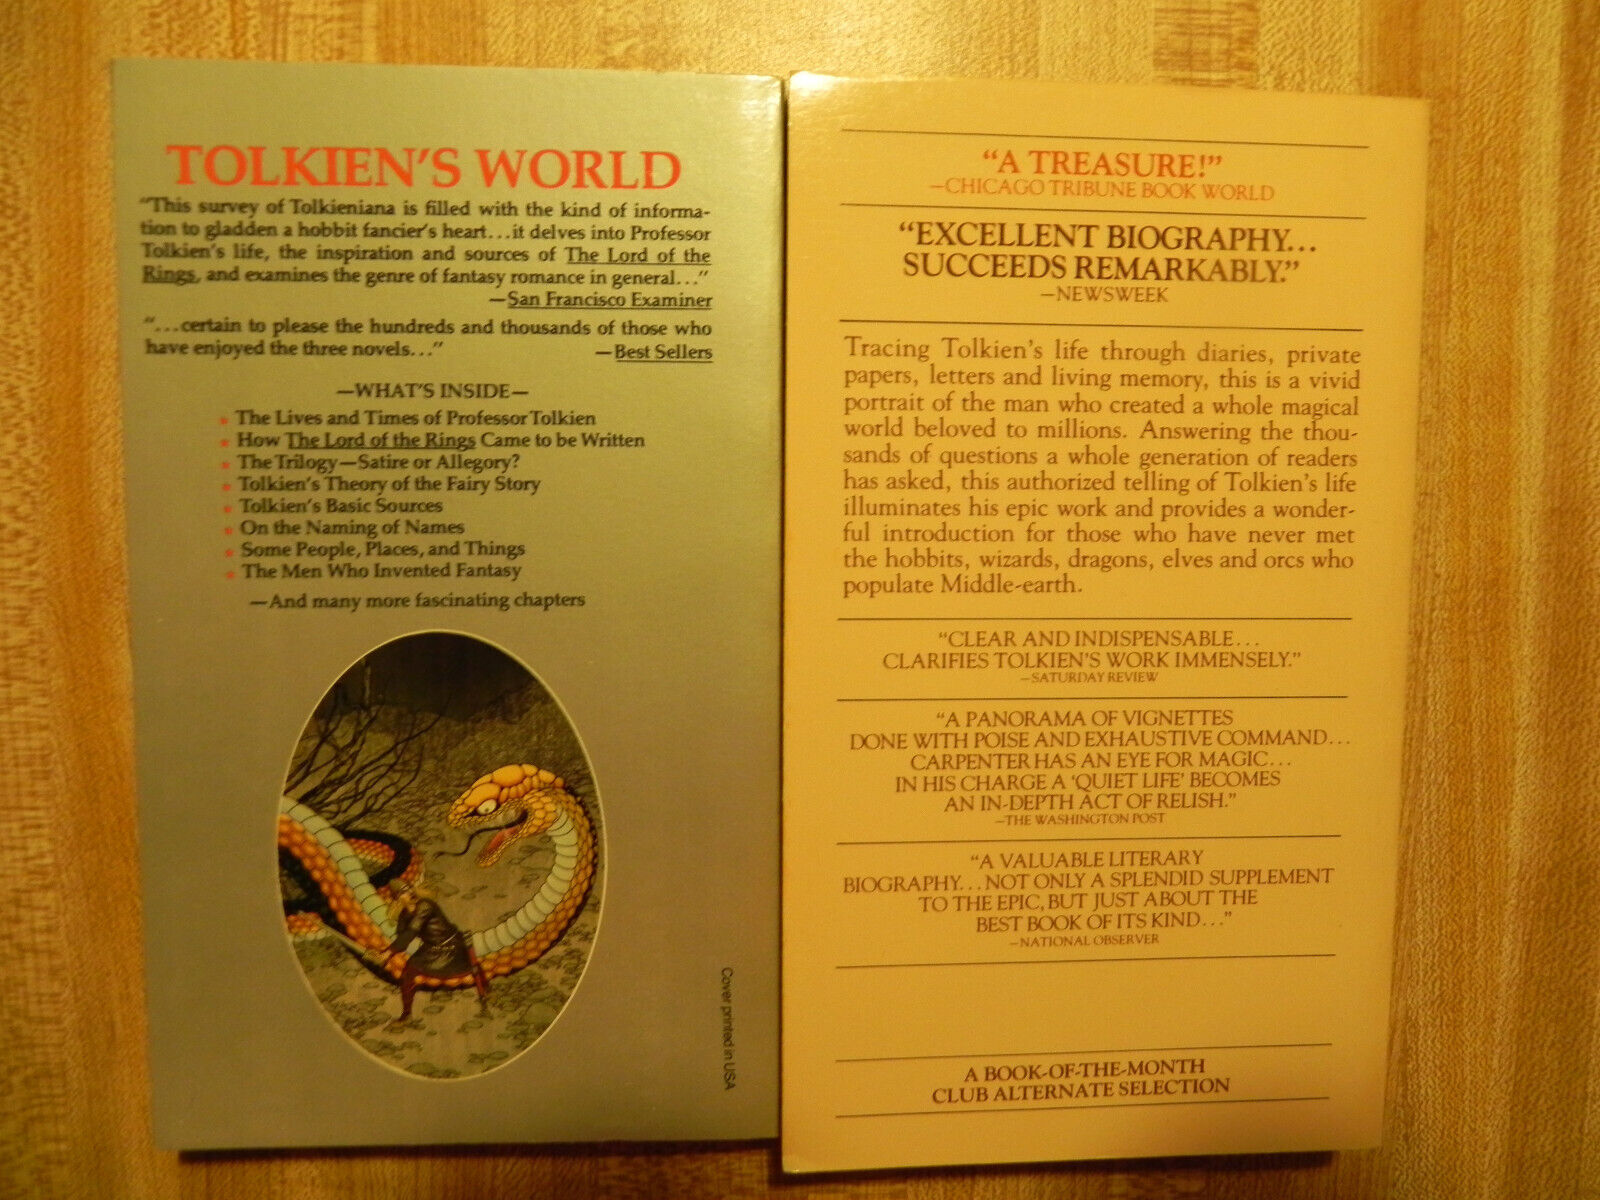 TOLKIEN'S WORLD
"This survey of Tolkieniana is filled with the kind of informa-
tion to gladden a hobbit fancier's heart...it delves into Professor
Tolkien's life, the inspiration and sources of The Lord of the
Rings, and examines the genre of fantasy romance in general..."
—San Francisco Examiner
"...certain to please the hundreds and thousands of those who
have enjoyed the three novels..." —Best Sellers
—WHAT'S INSIDE—
The Lives and Times of Professor Tolkien
How The Lord of the Rings Came to be Written
The Trilogy—Satire or Allegory?
Tolkien's Theory of the Fairy Story
Tolkien's Basic Sources
On the Naming of Names
Some People, Places, and Things
The Men Who Invented Fantasy
—And many more fascinating chapters
Cover printed in USA
"A TREASURE!"
—CHICAGO TRIBUNE BOOK WORLD
"EXCELLENT BIOGRAPHY...
SUCCEEDS REMARKABLY."
—NEWSWEEK
Tracing Tolkien's life through diaries, private
papers, letters and living memory, this is a vivid
portrait of the man who created a whole magical
world beloved to millions. Answering the thou-
sands of questions a whole generation of readers
has asked, this authorized telling of Tolkien's life
illuminates his epic work and provides a wonder-
ful introduction for those who have never met
the hobbits, wizards, dragons, elves and orcs who
populate Middle-earth.
"CLEAR AND INDISPENSABLE...
CLARIFIES TOLKIEN'S WORK IMMENSELY."
—SATURDAY REVIEW
"A PANORAMA OF VIGNETTES
DONE WITH POISE AND EXHAUSTIVE COMMAND...
CARPENTER HAS AN EYE FOR MAGIC...
IN HIS CHARGE A 'QUIET LIFE' BECOMES
AN IN-DEPTH ACT OF RELISH."
—THE WASHINGTON POST
"A VALUABLE LITERARY
BIOGRAPHY...NOT ONLY A SPLENDID SUPPLEMENT
TO THE EPIC, BUT JUST ABOUT THE
BEST BOOK OF ITS KIND..."
—NATIONAL OBSERVER
A BOOK-OF-THE-MONTH
CLUB ALTERNATE SELECTION